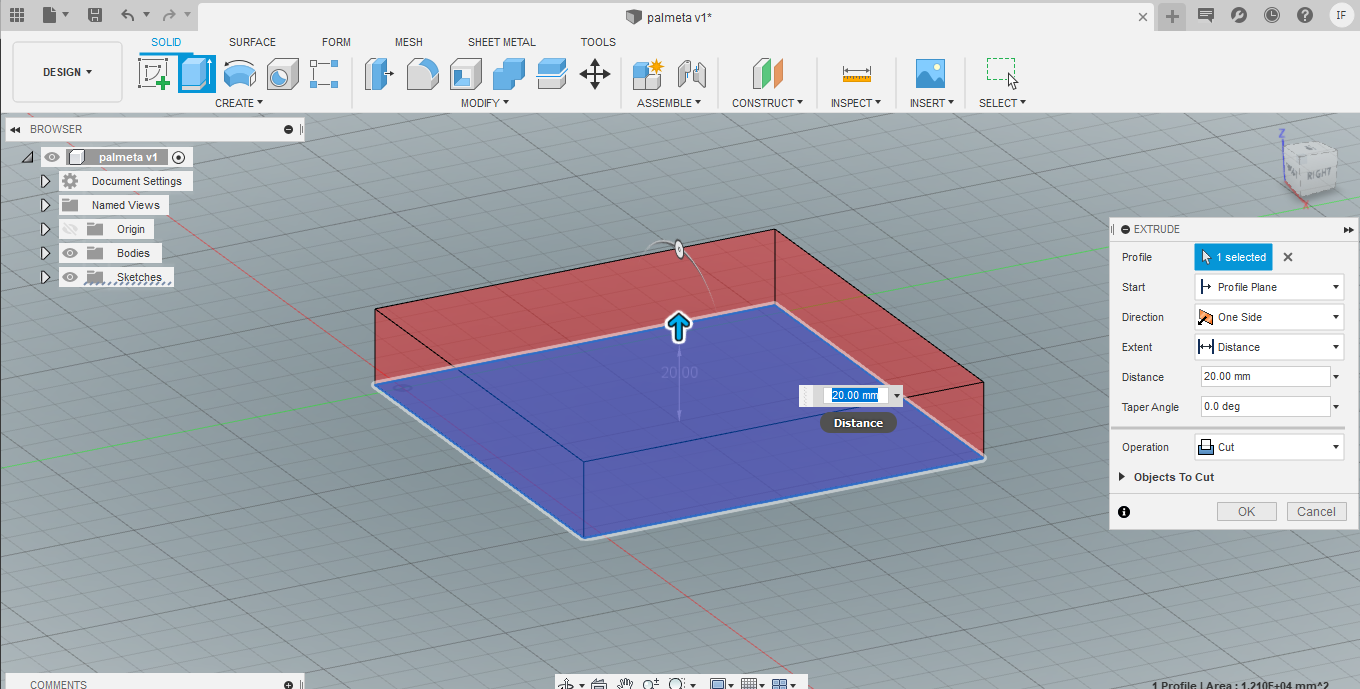 palmeta v1*
IF
SOLID SURFACE FORM MESH SHEET METAL TOOLS
DESIGN
CREATE MODIFY ASSEMBLE CONSTRUCT INSPECT INSERT SELECT
BROWSER
palmeta v1
Document Settings
Named Views
Origin
Bodies
Sketches
Z
RIGHT
X
20.00
20.00 mm
Distance
EXTRUDE
Profile 1 selected
Start Profile Plane
Direction One Side
Extent Distance
Distance 20.00 mm
Taper Angle 0.0 deg
Operation Cut
Objects To Cut
OK Cancel
COMMENTS
1 Profile | Area : 1.210E+04 mm^2